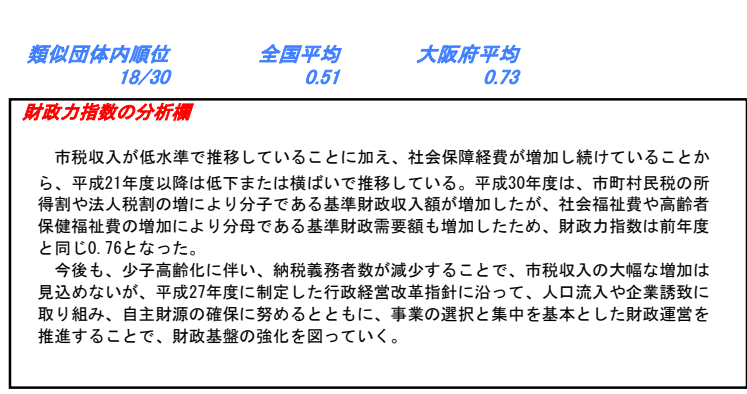 類似団体内順位 全国平均 大阪府平均
18/30 0.51 0.73
財政力指数の分析欄
　市税収入が低水準で推移していることに加え、社会保障経費が増加し続けていることか
ら、平成21年度以降は低下または横ばいで推移している。平成30年度は、市町村民税の所
得割や法人税割の増により分子である基準財政収入額が増加したが、社会福祉費や高齢者
保健福祉費の増加により分母である基準財政需要額も増加したため、財政力指数は前年度
と同じ0.76となった。
　今後も、少子高齢化に伴い、納税義務者数が減少することで、市税収入の大幅な増加は
見込めないが、平成27年度に制定した行政経営改革指針に沿って、人口流入や企業誘致に
取り組み、自主財源の確保に努めるとともに、事業の選択と集中を基本とした財政運営を
推進することで、財政基盤の強化を図っていく。